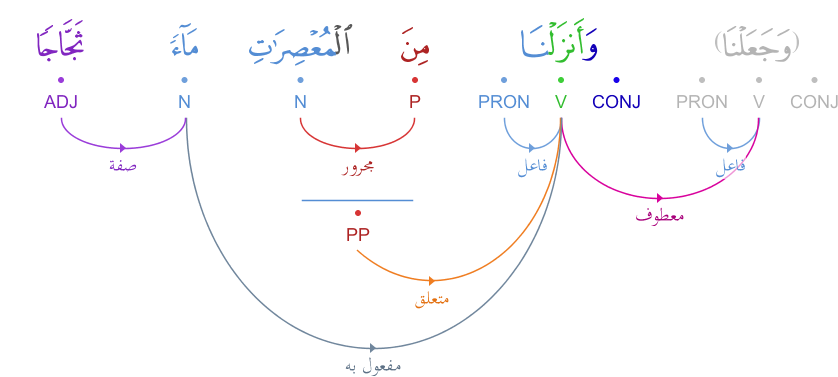 (وَجَعَلْنَا) وَأَنزَلْنَا مِنَ ٱلْمُعْصِرَٰتِ مَآءً ثَجَّاجًا
CONJ V PRON CONJ V PRON P N N ADJ
فاعل فاعل مجرور صفة
معطوف
PP
متعلق
مفعول به